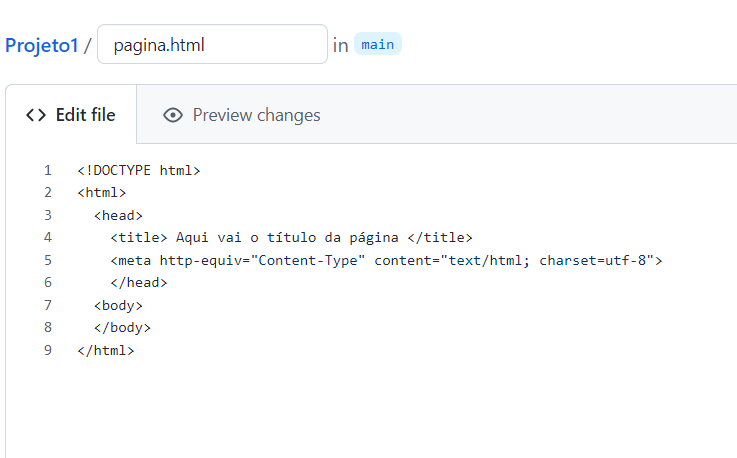 Projeto1 / pagina.html in main
<> Edit file Preview changes
1 <!DOCTYPE html>
2 <html>
3 <head>
4 <title> Aqui vai o título da página </title>
5 <meta http-equiv="Content-Type" content="text/html; charset=utf-8">
6 </head>
7 <body>
8 </body>
9 </html>